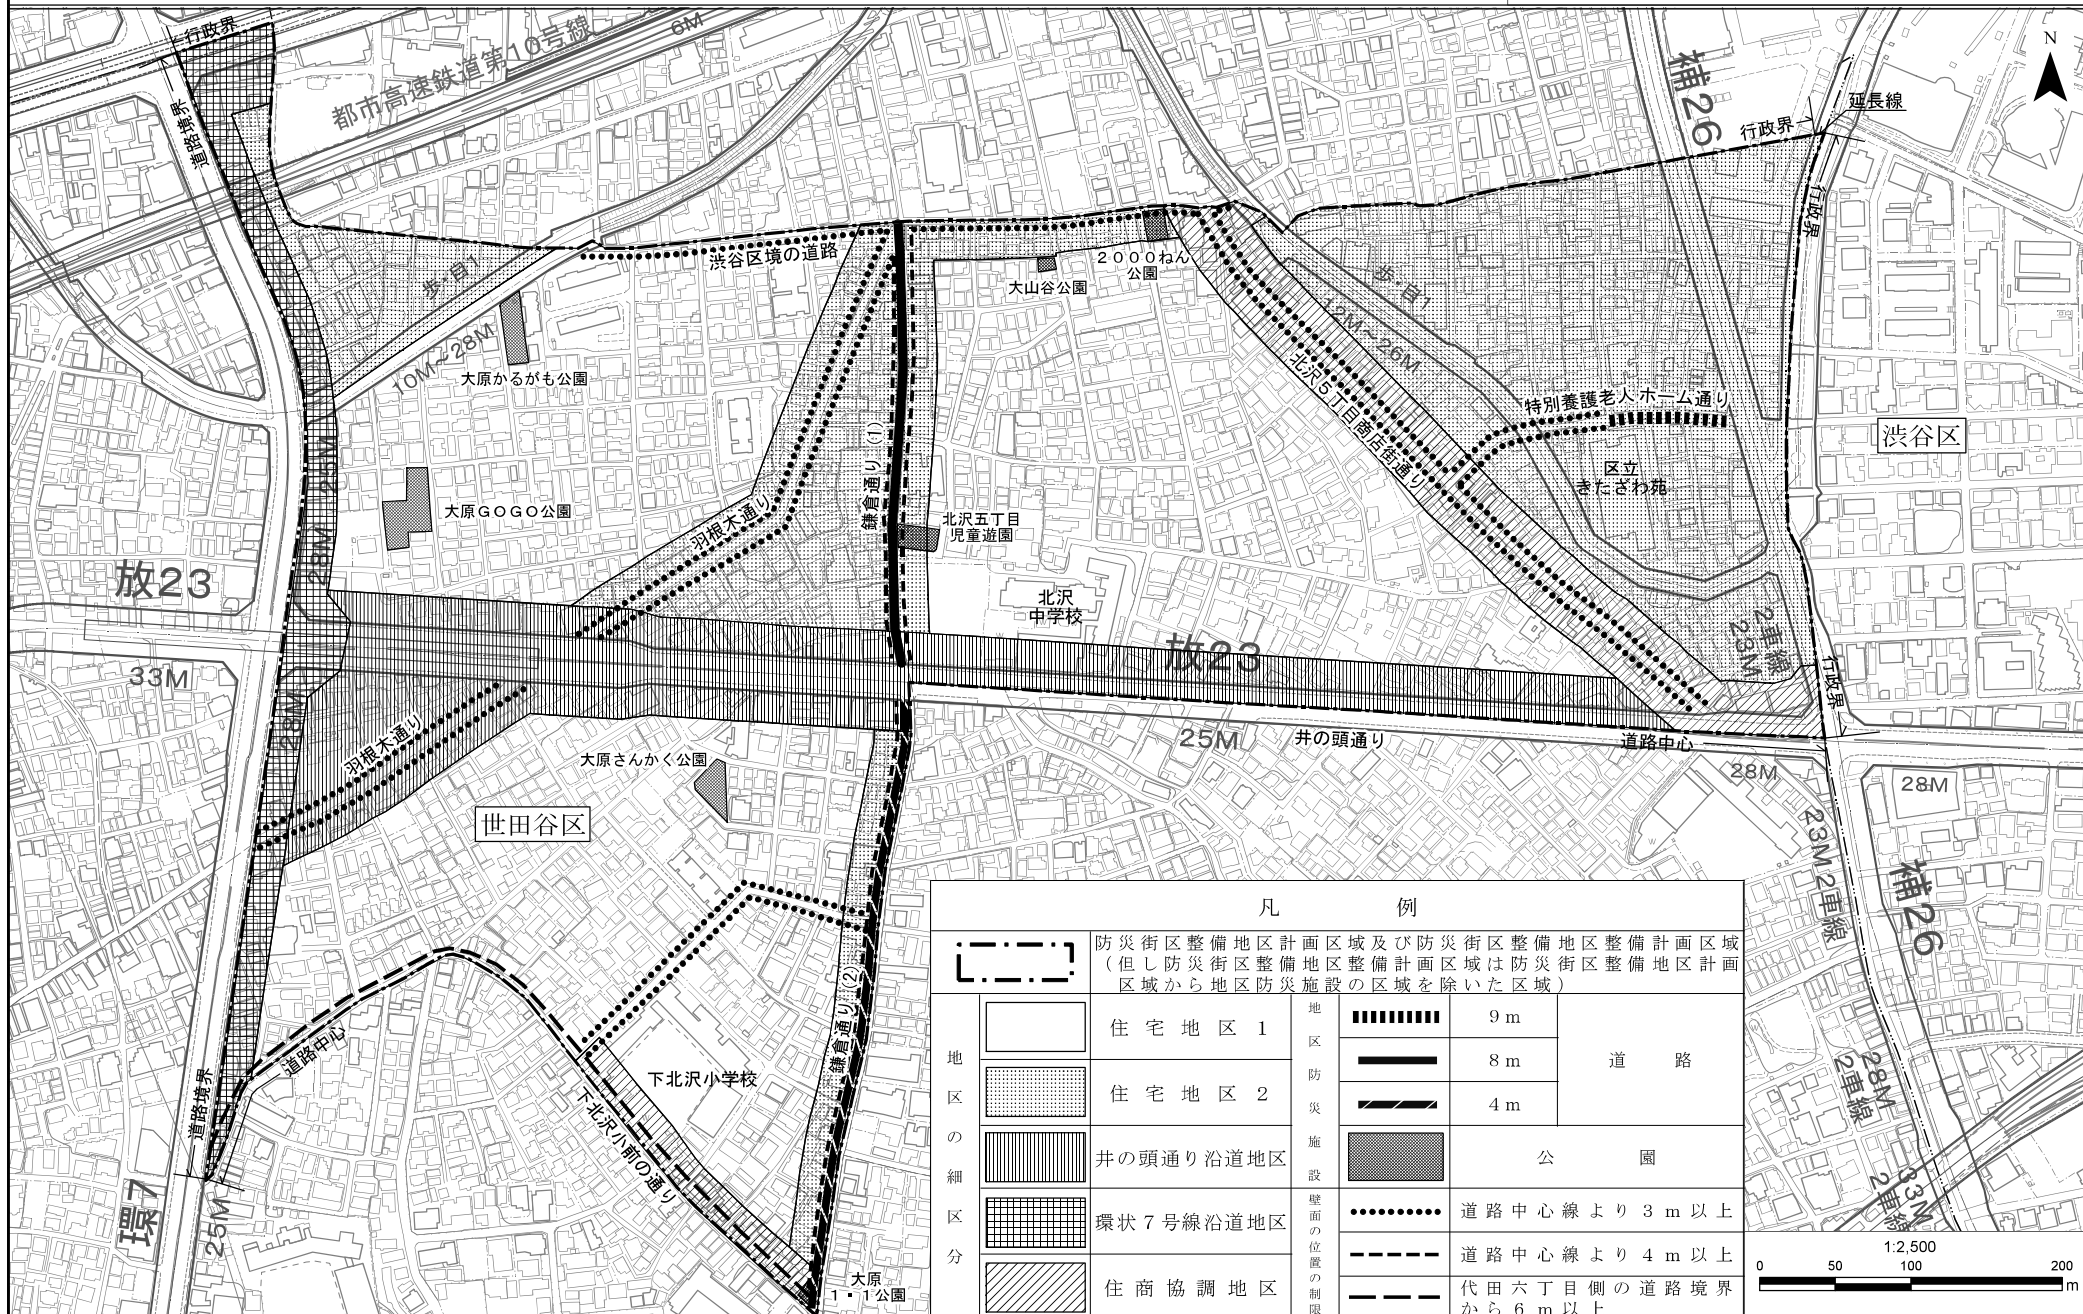 行政界
都市高速鉄道第10号線
6M
道路境界
補26
N
延長線
行政界
行政界
渋谷区境の道路
2000ねん
公園
大山谷公園
歩・自1
歩・自1
12M~26M
10M~28M
大原かるがも公園
北沢5丁目商店街通り
特別養護老人ホーム通り
渋谷区
鎌倉通り(1)
25M
区立
きたざわ苑
大原GOGO公園
羽根木通り
北沢五丁目
児童遊園
28M
放23
北沢
中学校
放23
2車線
23M
行政界
33M
28M
羽根木通り
25M
井の頭通り
道路中心
28M
28M
大原さんかく公園
世田谷区
23M 2車線
補26
鎌倉通り(2)
道路中心
下北沢小学校
下北沢小前の通り
道路境界
環7
25M
大原
1・1公園
28M
2車線
33M
2車線
凡例
防災街区整備地区計画区域及び防災街区整備地区整備計画区域
(但し防災街区整備地区整備計画区域は防災街区整備地区計画
区域から地区防災施設の区域を除いた区域)
地区の細区分
住宅地区1
住宅地区2
井の頭通り沿道地区
環状7号線沿道地区
住商協調地区
地区防災施設
9m
8m
4m
道路
公園
壁面の位置の制限
道路中心線より3m以上
道路中心線より4m以上
代田六丁目側の道路境界
から6m以上
1:2,500
0 50 100 200
m